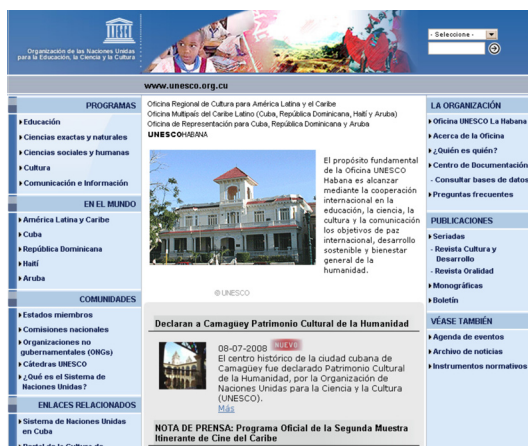 Organización de las Naciones Unidas
para la Educación, la Ciencia y la Cultura
- Seleccione -
www.unesco.org.cu
PROGRAMAS
Educación
Ciencias exactas y naturales
Ciencias sociales y humanas
Cultura
Comunicación e Información
EN EL MUNDO
América Latina y Caribe
Cuba
República Dominicana
Haití
Aruba
COMUNIDADES
Estados miembros
Comisiones nacionales
Organizaciones no
gubernamentales (ONGs)
Cátedras UNESCO
¿Qué es el Sistema de
Naciones Unidas?
ENLACES RELACIONADOS
Sistema de Naciones Unidas
en Cuba
Portal de la Cultura de
Oficina Regional de Cultura para América Latina y el Caribe
Oficina Multipaís del Caribe Latino (Cuba, República Dominicana, Haití y Aruba)
Oficina de Representación para Cuba, República Dominicana y Aruba
UNESCOHABANA
El propósito fundamental
de la Oficina UNESCO
Habana es alcanzar
mediante la cooperación
internacional en la
educación, la ciencia, la
cultura y la comunicación
los objetivos de paz
internacional, desarrollo
sostenible y bienestar
general de la
humanidad.
© UNESCO
Declaran a Camagüey Patrimonio Cultural de la Humanidad
08-07-2008 NUEVO
El centro histórico de la ciudad cubana de
Camagüey fue declarado Patrimonio Cultural
de la Humanidad, por la Organización de
Naciones Unidas para la Ciencia y la Cultura
(UNESCO).
Más
NOTA DE PRENSA: Programa Oficial de la Segunda Muestra
Itinerante de Cine del Caribe
LA ORGANIZACIÓN
Oficina UNESCO La Habana
Acerca de la Oficina
¿Quién es quién?
Centro de Documentación
- Consultar bases de datos
Preguntas frecuentes
PUBLICACIONES
Seriadas
- Revista Cultura y
Desarrollo
- Revista Oralidad
Monográficas
Boletín
VÉASE TAMBIÉN
Agenda de eventos
Archivo de noticias
Instrumentos normativos